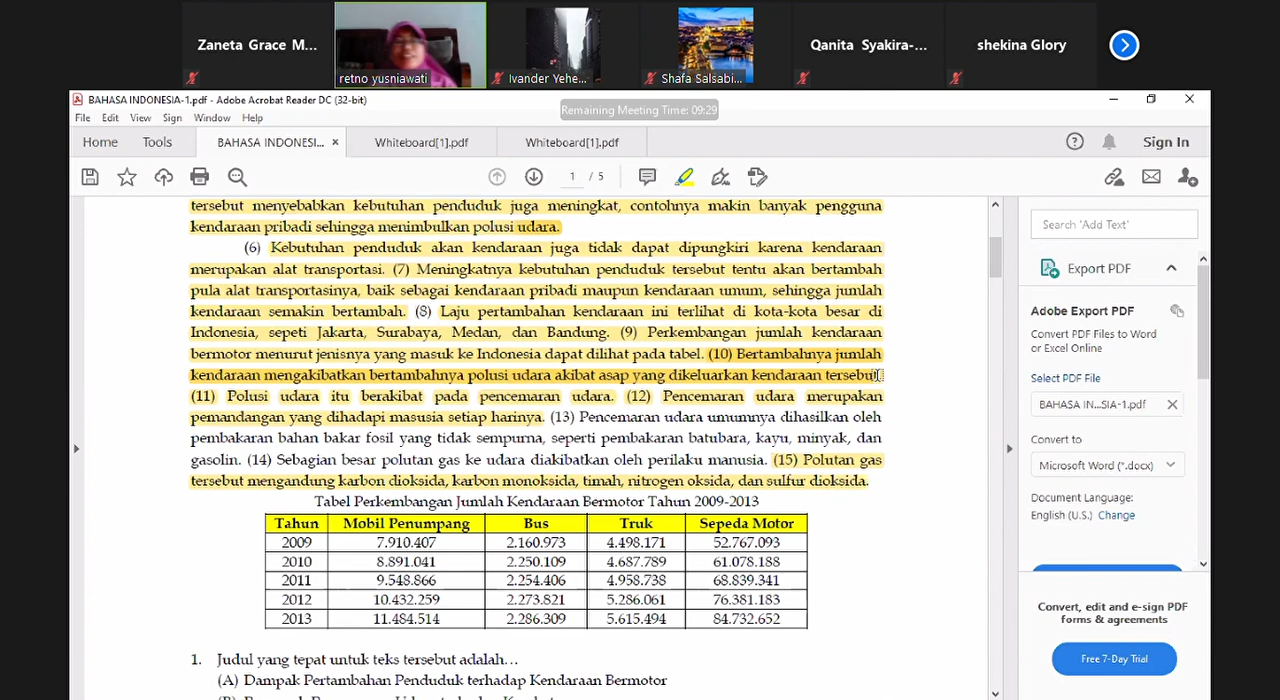 Zaneta Grace M...
retno yusniawati
Ivander Yehe...
Shafa Salsabi...
Qanita Syakira-...
shekina Glory
BAHASA INDONESIA-1.pdf - Adobe Acrobat Reader DC (32-bit)
Remaining Meeting Time: 09:29
File Edit View Sign Window Help
Home Tools BAHASA INDONESI... × Whiteboard[1].pdf Whiteboard[1].pdf Sign In
1 / 5
tersebut menyebabkan kebutuhan penduduk juga meningkat, contohnya makin banyak pengguna
kendaraan pribadi sehingga menimbulkan polusi udara.
(6) Kebutuhan penduduk akan kendaraan juga tidak dapat dipungkiri karena kendaraan
merupakan alat transportasi. (7) Meningkatnya kebutuhan penduduk tersebut tentu akan bertambah
pula alat transportasinya, baik sebagai kendaraan pribadi maupun kendaraan umum, sehingga jumlah
kendaraan semakin bertambah. (8) Laju pertambahan kendaraan ini terlihat di kota-kota besar di
Indonesia, sepeti Jakarta, Surabaya, Medan, dan Bandung. (9) Perkembangan jumlah kendaraan
bermotor menurut jenisnya yang masuk ke Indonesia dapat dilihat pada tabel. (10) Bertambahnya jumlah
kendaraan mengakibatkan bertambahnya polusi udara akibat asap yang dikeluarkan kendaraan tersebut.
(11) Polusi udara itu berakibat pada pencemaran udara. (12) Pencemaran udara merupakan
pemandangan yang dihadapi masusia setiap harinya. (13) Pencemaran udara umumnya dihasilkan oleh
pembakaran bahan bakar fosil yang tidak sempurna, seperti pembakaran batubara, kayu, minyak, dan
gasolin. (14) Sebagian besar polutan gas ke udara diakibatkan oleh perilaku manusia. (15) Polutan gas
tersebut mengandung karbon dioksida, karbon monoksida, timah, nitrogen oksida, dan sulfur dioksida.
Tabel Perkembangan Jumlah Kendaraan Bermotor Tahun 2009-2013
Tahun Mobil Penumpang Bus Truk Sepeda Motor
2009 7.910.407 2.160.973 4.498.171 52.767.093
2010 8.891.041 2.250.109 4.687.789 61.078.188
2011 9.548.866 2.254.406 4.958.738 68.839.341
2012 10.432.259 2.273.821 5.286.061 76.381.183
2013 11.484.514 2.286.309 5.615.494 84.732.652
1. Judul yang tepat untuk teks tersebut adalah…
(A) Dampak Pertambahan Penduduk terhadap Kendaraan Bermotor
Search 'Add Text'
Export PDF
Adobe Export PDF
Convert PDF Files to Word
or Excel Online
Select PDF File
BAHASA IN...SIA-1.pdf ×
Convert to
Microsoft Word (*.docx)
Document Language:
English (U.S.) Change
Convert, edit and e-sign PDF
forms & agreements
Free 7-Day Trial